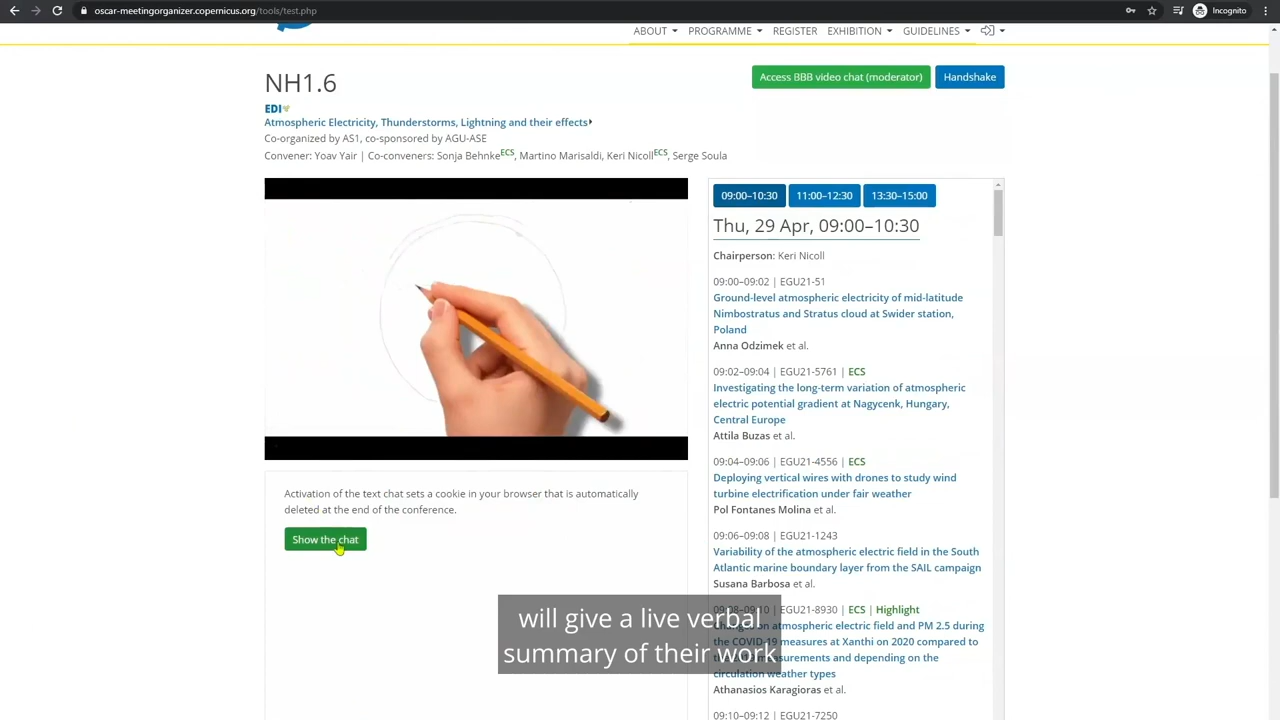 oscar-meetingorganizer.copernicus.org/tools/test.php
Incognito
ABOUT
PROGRAMME
REGISTER
EXHIBITION
GUIDELINES
NH1.6
Access BBB video chat (moderator)
Handshake
EDI
Atmospheric Electricity, Thunderstorms, Lightning and their effects
Co-organized by AS1, co-sponsored by AGU-ASE
Convener: Yoav Yair | Co-conveners: Sonja BehnkeECS, Martino Marisaldi, Keri NicollECS, Serge Soula
Activation of the text chat sets a cookie in your browser that is automatically
deleted at the end of the conference.
Show the chat
09:00–10:30
11:00–12:30
13:30–15:00
Thu, 29 Apr, 09:00–10:30
Chairperson: Keri Nicoll
09:00–09:02 | EGU21-51
Ground-level atmospheric electricity of mid-latitude
Nimbostratus and Stratus cloud at Swider station,
Poland
Anna Odzimek et al.
09:02–09:04 | EGU21-5761 | ECS
Investigating the long-term variation of atmospheric
electric potential gradient at Nagycenk, Hungary,
Central Europe
Attila Buzas et al.
09:04–09:06 | EGU21-4556 | ECS
Deploying vertical wires with drones to study wind
turbine electrification under fair weather
Pol Fontanes Molina et al.
09:06–09:08 | EGU21-1243
Variability of the atmospheric electric field in the South
Atlantic marine boundary layer from the SAIL campaign
Susana Barbosa et al.
09:08–09:10 | EGU21-8930 | ECS | Highlight
on atmospheric electric field and PM 2.5 during
the COVID-19 measures at Xanthi on 2020 compared to
measurements and depending on the
circulation weather types
Athanasios Karagioras et al.
09:10–09:12 | EGU21-7250
will give a live verbal
summary of their work